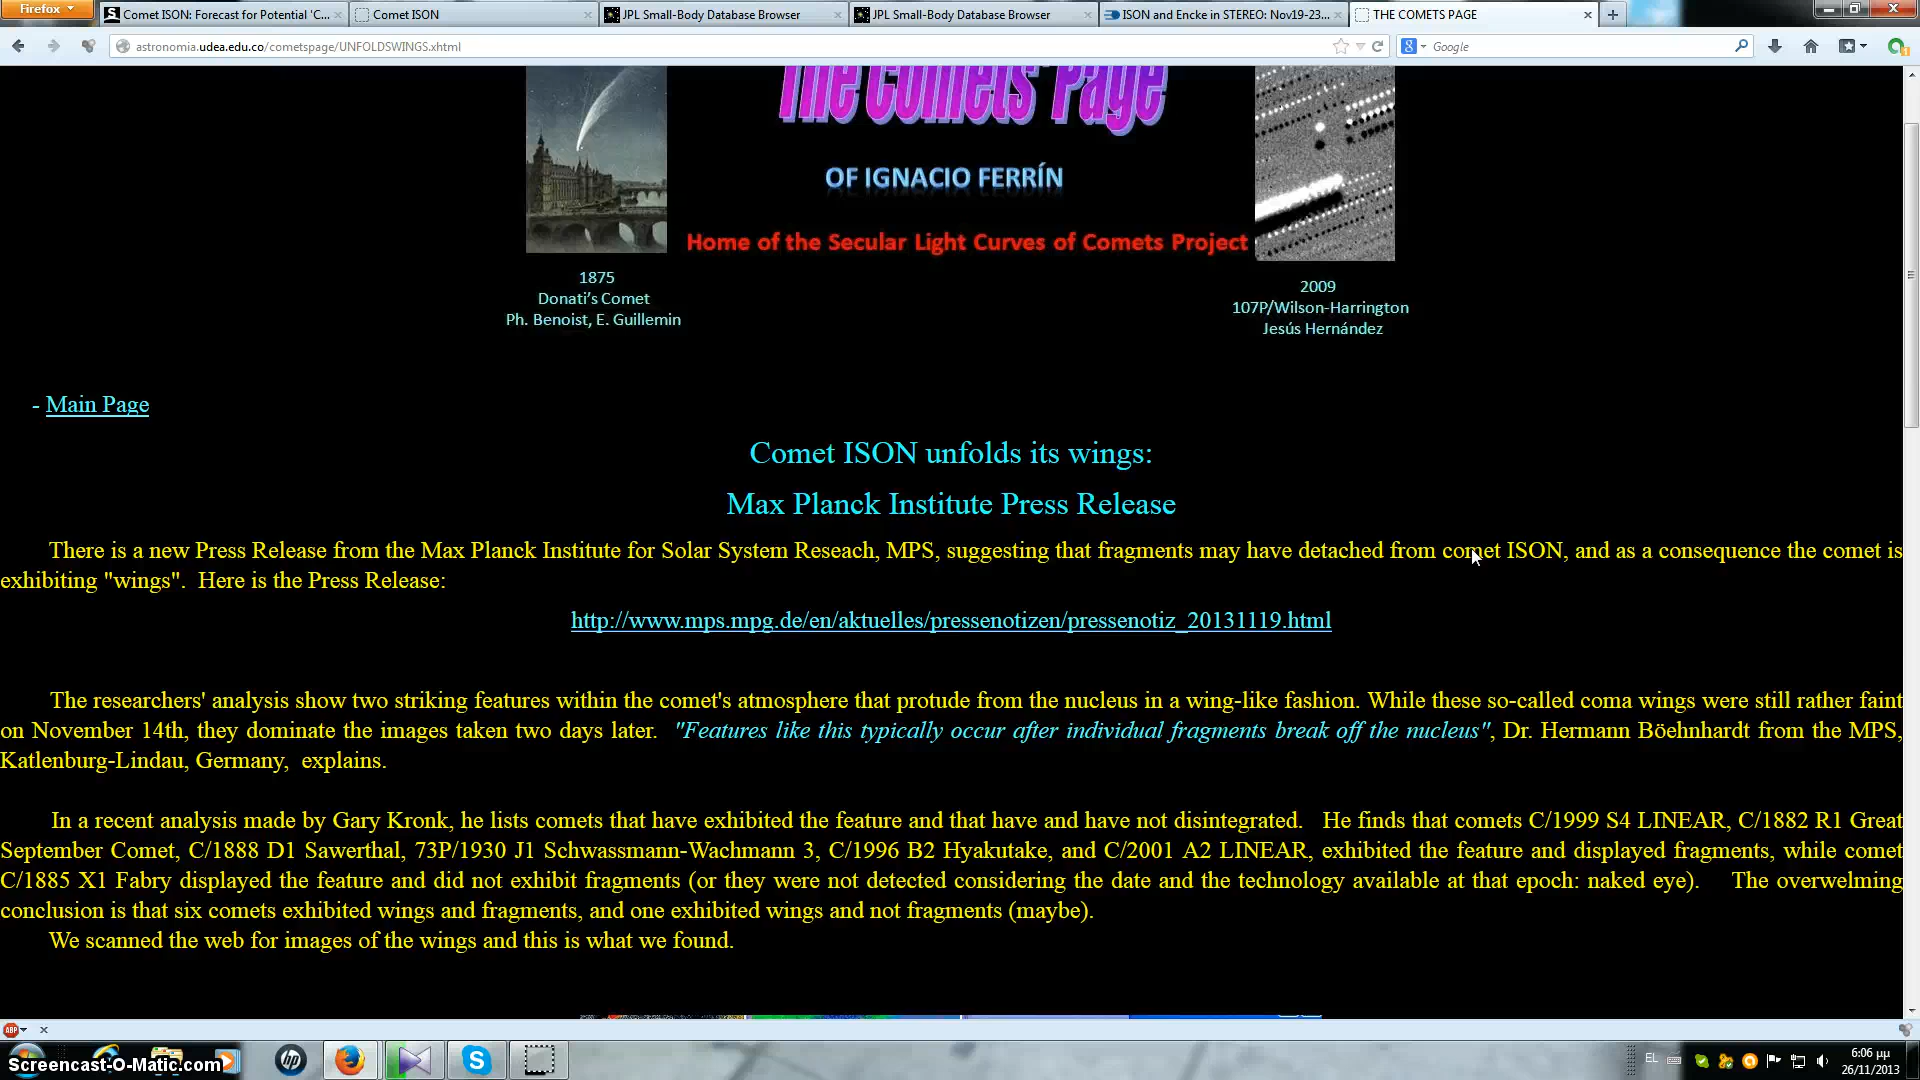 Firefox
Comet ISON: Forecast for Potential 'C...
Comet ISON
JPL Small-Body Database Browser
JPL Small-Body Database Browser
ISON and Encke in STEREO: Nov19-23...
THE COMETS PAGE
astronomia.udea.edu.co/cometspage/UNFOLDSWINGS.xhtml
Google
The Comets Page
OF IGNACIO FERRÍN
Home of the Secular Light Curves of Comets Project
1875
Donati's Comet
Ph. Benoist, E. Guillemin
2009
107P/Wilson-Harrington
Jesús Hernández
- Main Page
Comet ISON unfolds its wings:
Max Planck Institute Press Release
There is a new Press Release from the Max Planck Institute for Solar System Reseach, MPS, suggesting that fragments may have detached from comet ISON, and as a consequence the comet is
exhibiting "wings". Here is the Press Release:
http://www.mps.mpg.de/en/aktuelles/pressenotizen/pressenotiz_20131119.html
The researchers' analysis show two striking features within the comet's atmosphere that protude from the nucleus in a wing-like fashion. While these so-called coma wings were still rather faint
on November 14th, they dominate the images taken two days later. "Features like this typically occur after individual fragments break off the nucleus", Dr. Hermann Böehnhardt from the MPS,
Katlenburg-Lindau, Germany, explains.
In a recent analysis made by Gary Kronk, he lists comets that have exhibited the feature and that have and have not disintegrated. He finds that comets C/1999 S4 LINEAR, C/1882 R1 Great
September Comet, C/1888 D1 Sawerthal, 73P/1930 J1 Schwassmann-Wachmann 3, C/1996 B2 Hyakutake, and C/2001 A2 LINEAR, exhibited the feature and displayed fragments, while comet
C/1885 X1 Fabry displayed the feature and did not exhibit fragments (or they were not detected considering the date and the technology available at that epoch: naked eye). The overwelming
conclusion is that six comets exhibited wings and fragments, and one exhibited wings and not fragments (maybe).
We scanned the web for images of the wings and this is what we found.
ABP
Screencast-O-Matic.com
EL
6:06 μμ
26/11/2013